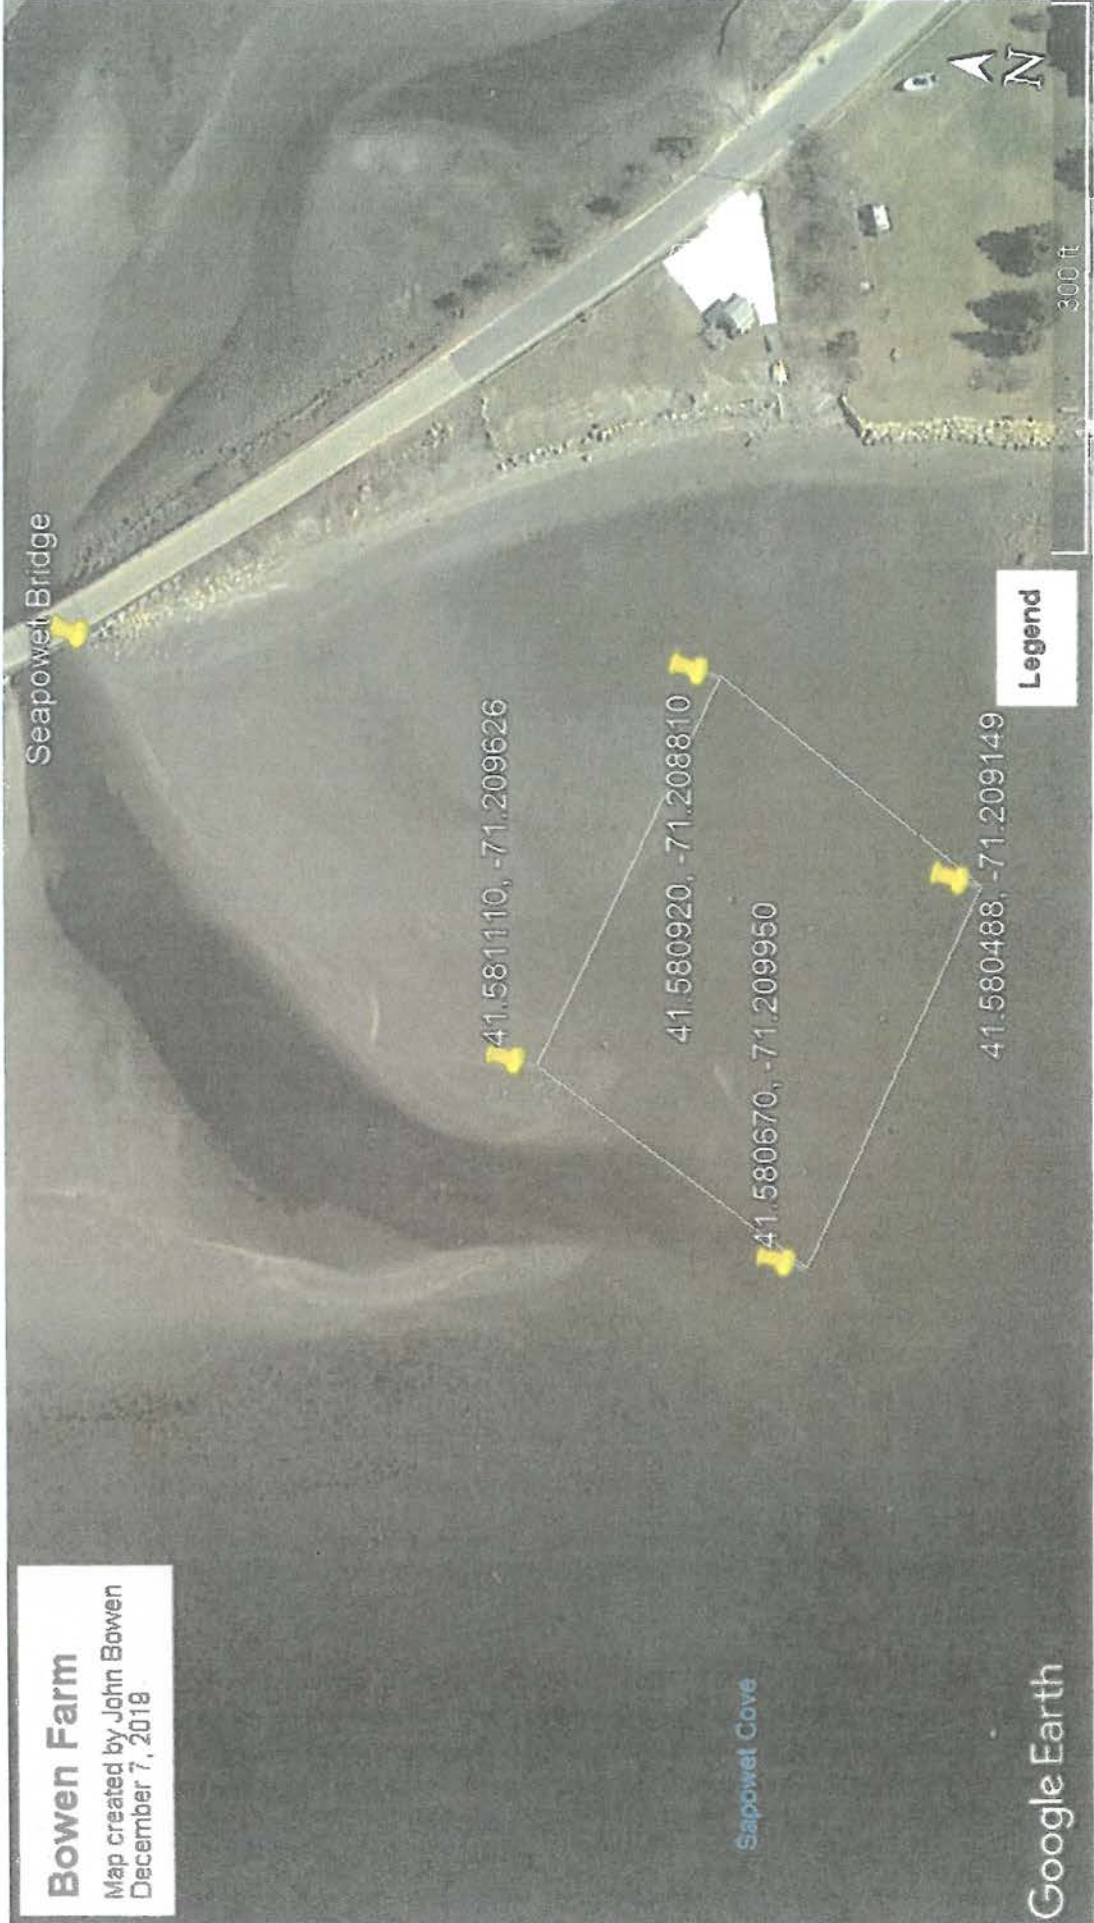 Bowen Farm
Map created by John Bowen
December 7, 2018
Seapowet Bridge
41.581110, -71.209626
41.580920, -71.208810
41.580670, -71.209950
41.580488, -71.209149
Sapowet Cove
Legend
N
Google Earth
300 ft